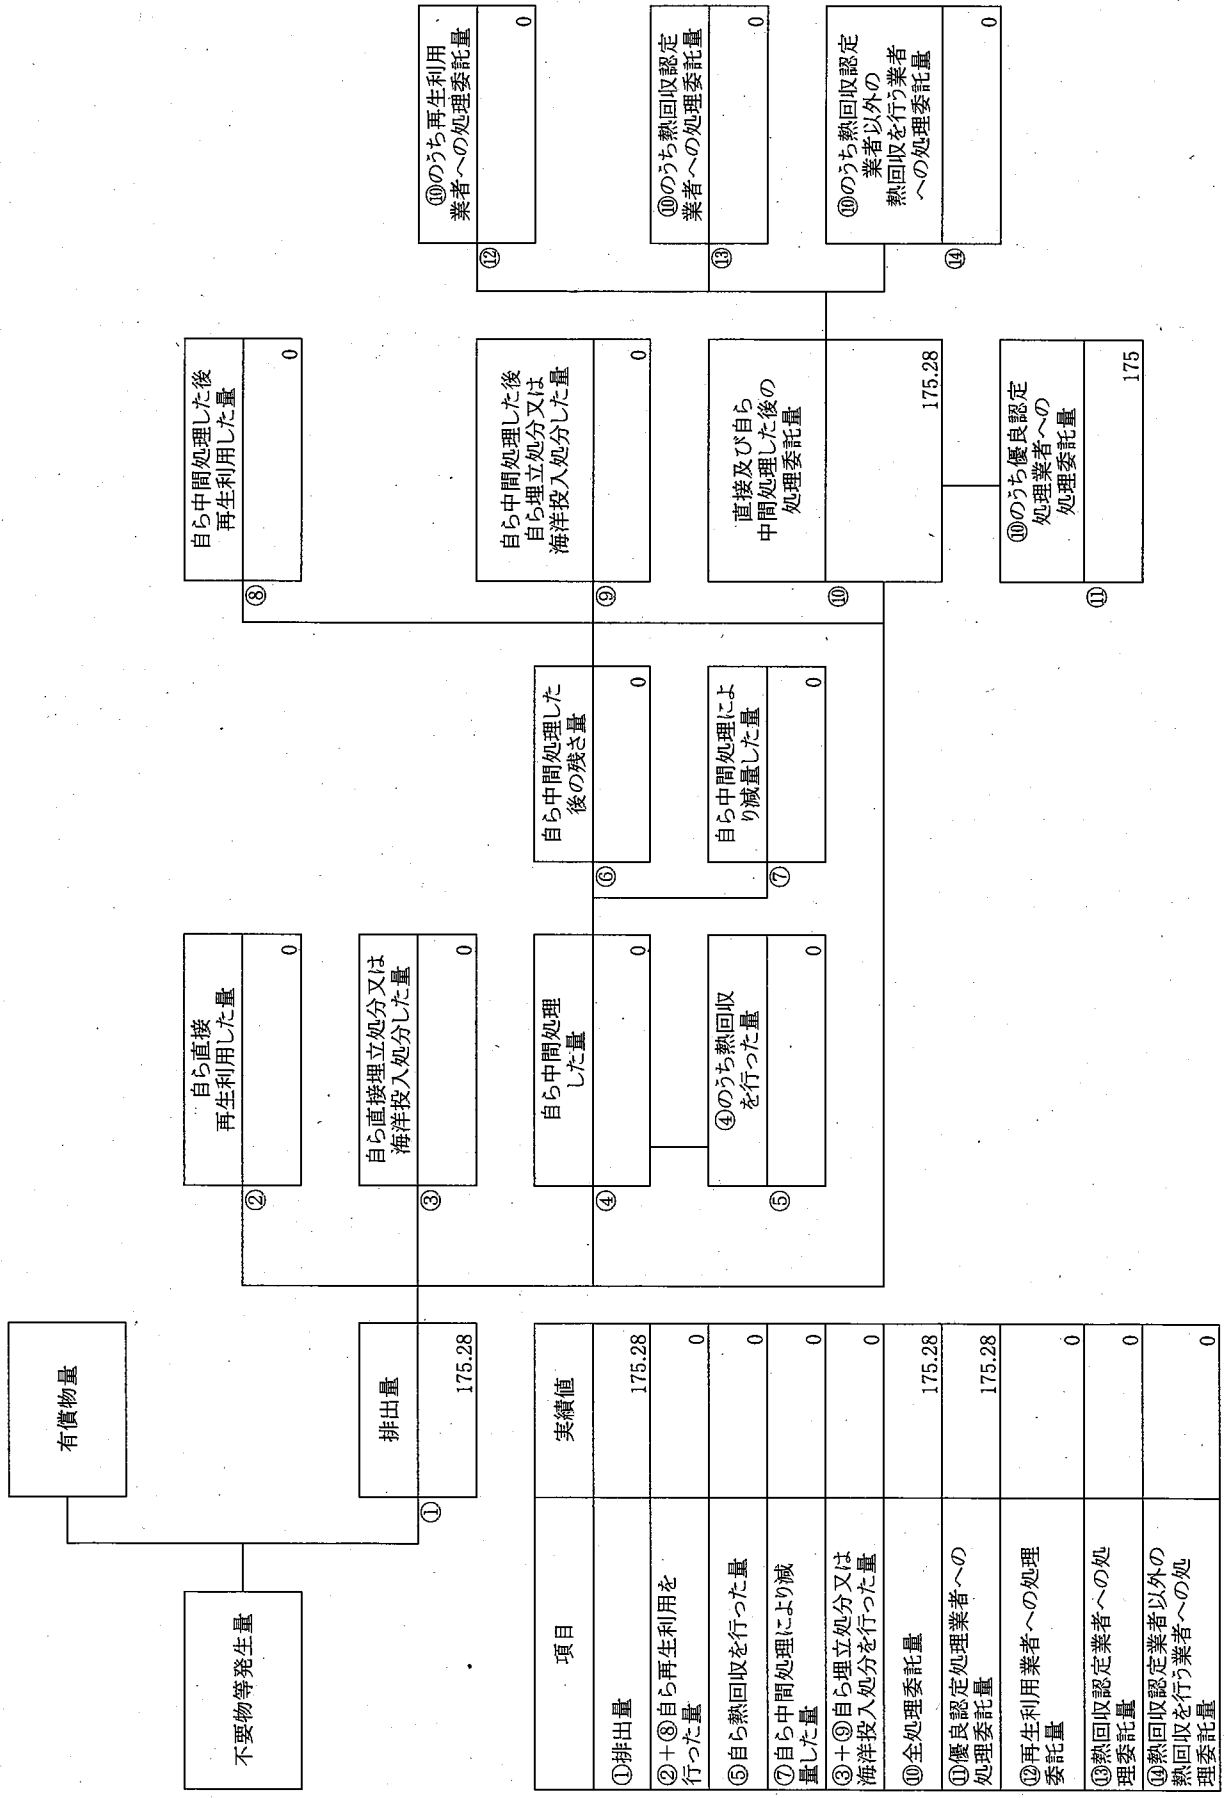 不要物等発生量
有償物量
①
排出量
175.28
②
自ら直接
再生利用した量
0
③
自ら直接埋立処分又は
海洋投入処分した量
0
④
自ら中間処理
した量
0
⑤
④のうち熱回収
を行った量
0
⑥
自ら中間処理した
後の残さ量
0
⑦
自ら中間処理によ
り減量した量
0
⑧
自ら中間処理した後
再生利用した量
0
⑨
自ら中間処理した後
自ら埋立処分又は
海洋投入処分した量
0
⑩
直接及び自ら
中間処理した後の
処理委託量
175.28
⑪
⑩のうち優良認定
処理業者への
処理委託量
175
⑫
⑩のうち再生利用
業者への処理委託量
0
⑬
⑩のうち熱回収認定
業者への処理委託量
0
⑭
⑩のうち熱回収認定
業者以外の
熱回収を行う業者
への処理委託量
0
項目 実績値
①排出量 175.28
②+⑧自ら再生利用を
行った量 0
⑤自ら熱回収を行った量 0
⑦自ら中間処理により減
量した量 0
③+⑨自ら埋立処分又は
海洋投入処分を行った量 0
⑩全処理委託量 175.28
⑪優良認定処理業者への
処理委託量 175.28
⑫再生利用業者への処理
委託量 0
⑬熱回収認定業者への処
理委託量 0
⑭熱回収認定業者以外の
熱回収を行う業者への処
理委託量 0